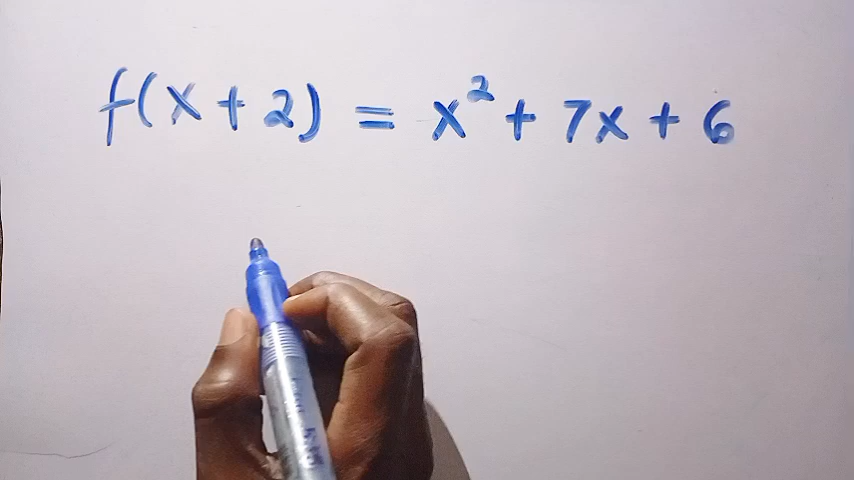 f(x + 2) = x² + 7x + 6